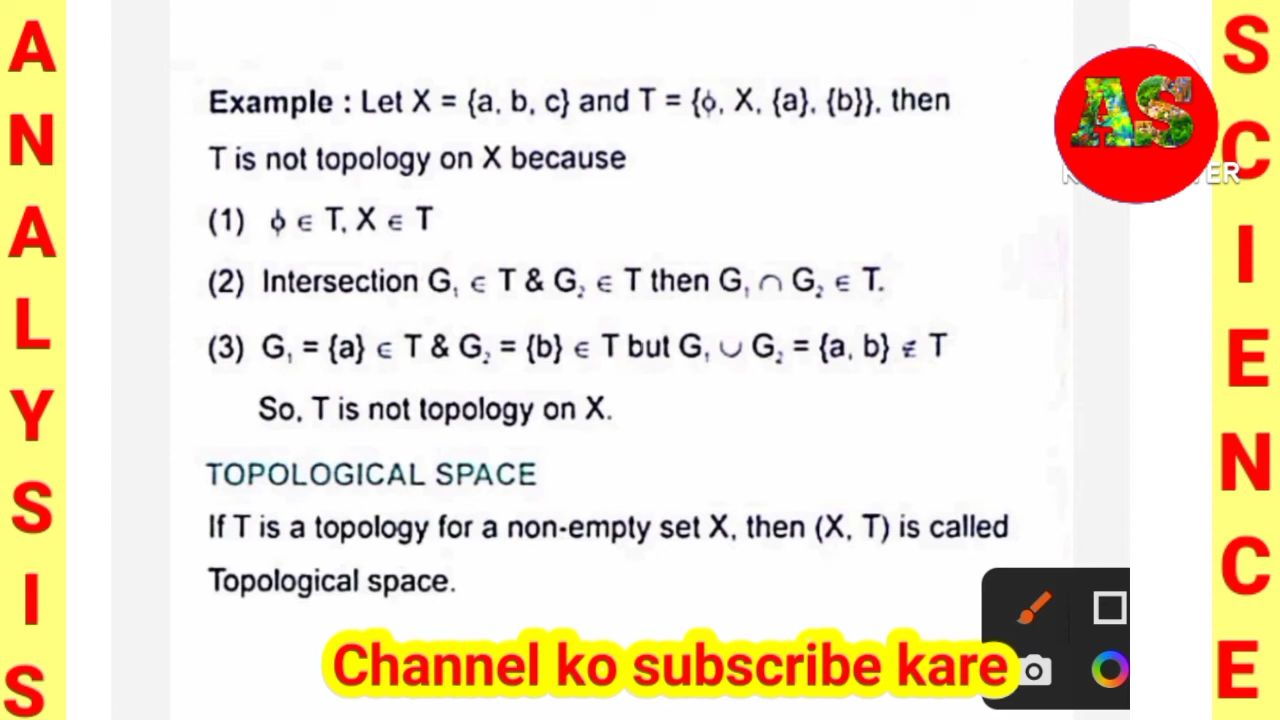 ANALYSIS
Example : Let X = {a, b, c} and T = {ϕ, X, {a}, {b}}, then
T is not topology on X because
(1) ϕ ∈ T, X ∈ T
(2) Intersection G₁ ∈ T & G₂ ∈ T then G₁ ∩ G₂ ∈ T.
(3) G₁ = {a} ∈ T & G₂ = {b} ∈ T but G₁ ∪ G₂ = {a, b} ∉ T
So, T is not topology on X.
TOPOLOGICAL SPACE
If T is a topology for a non-empty set X, then (X, T) is called
Topological space.
Channel ko subscribe kare
AS
SCIENCE